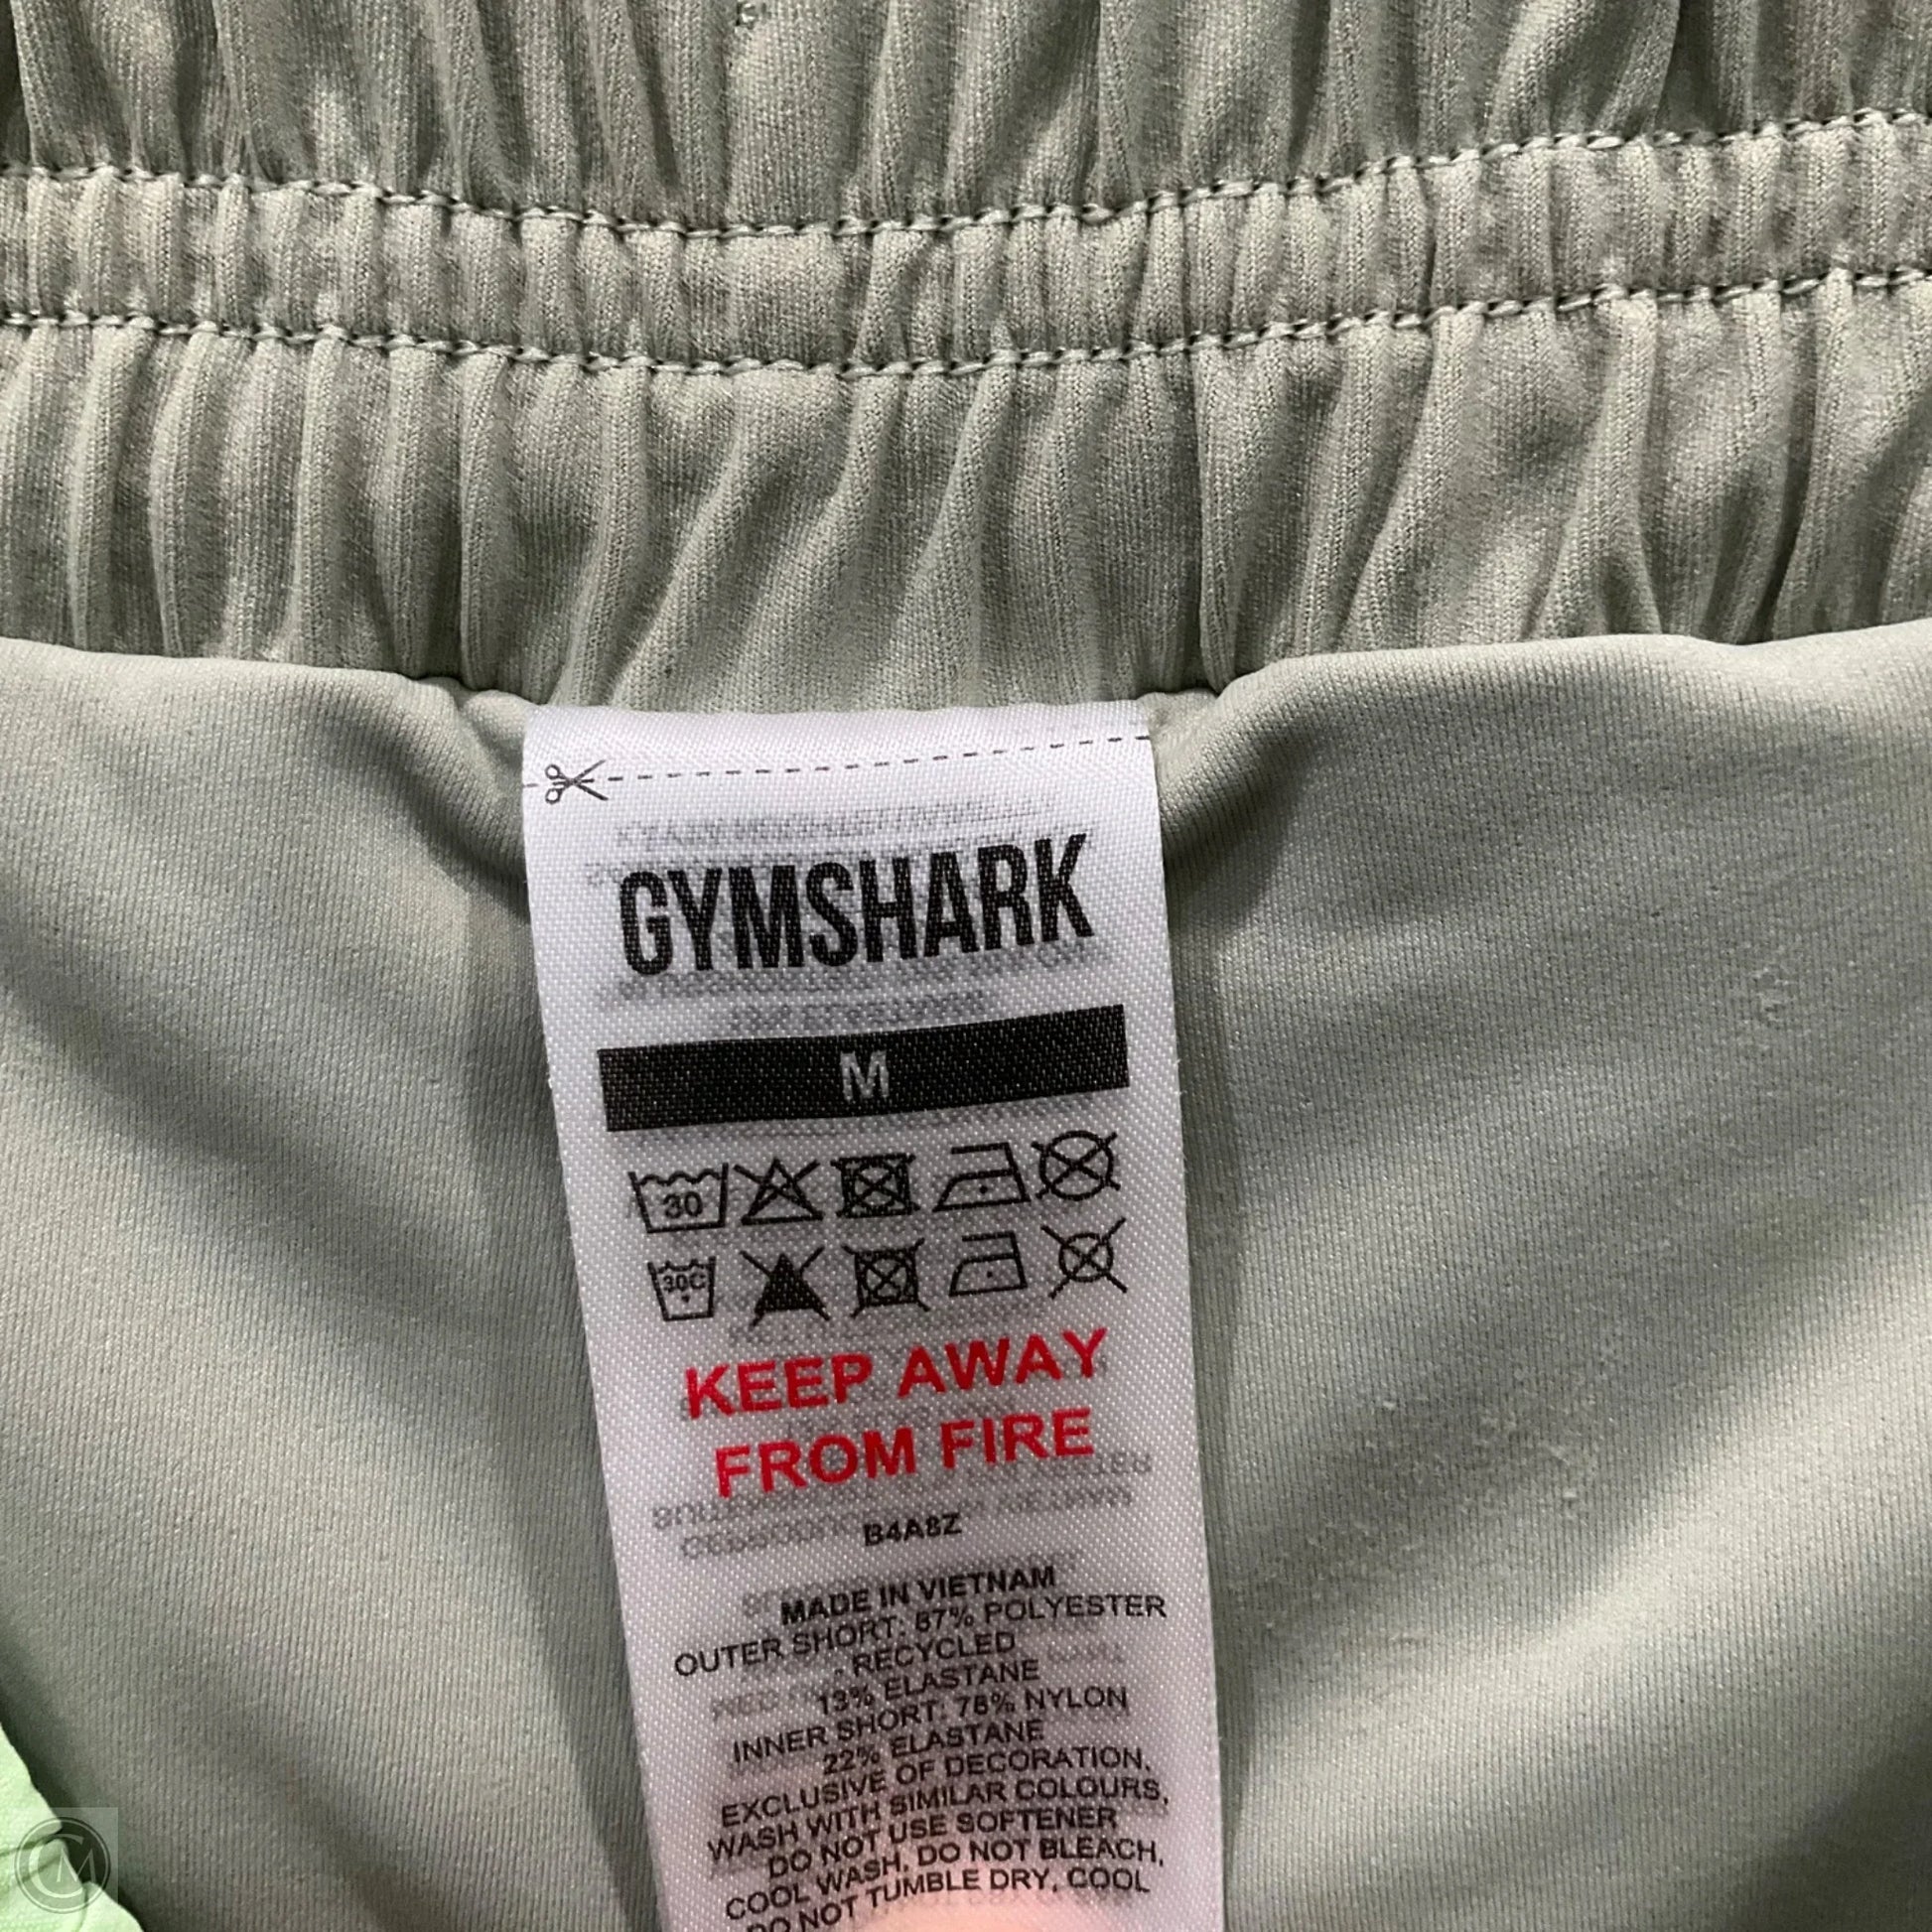 GYMSHARK
M
30
30C
KEEP AWAY
FROM FIRE
B4A8Z
MADE IN VIETNAM
OUTER SHORT: 87% POLYESTER
- RECYCLED
13% ELASTANE
INNER SHORT: 78% NYLON
22% ELASTANE
EXCLUSIVE OF DECORATION.
WASH WITH SIMILAR COLOURS,
DO NOT USE SOFTENER
COOL WASH, DO NOT BLEACH,
DO NOT TUMBLE DRY, COOL
CM